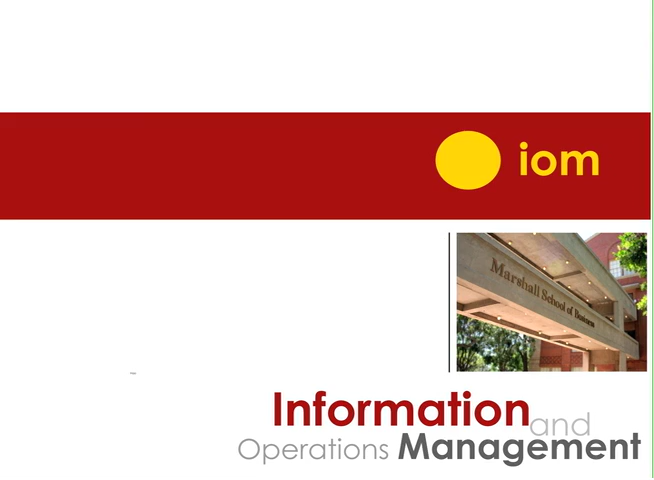 iom
Marshall School of Business
Information and
Operations Management